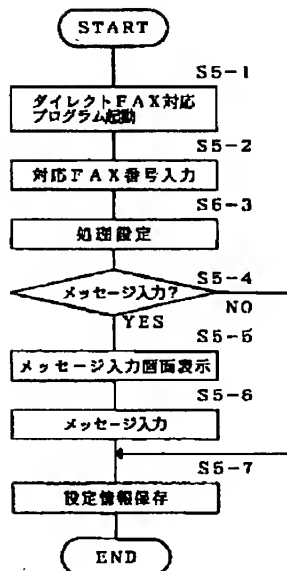 START
S5-1
ダイレクトFAX対応
プログラム起動
S5-2
対応FAX番号入力
S6-3
処理設定
S5-4
メッセージ入力?
NO
YES
S5-5
メッセージ入力画面表示
S5-6
メッセージ入力
S5-7
設定情報保存
END